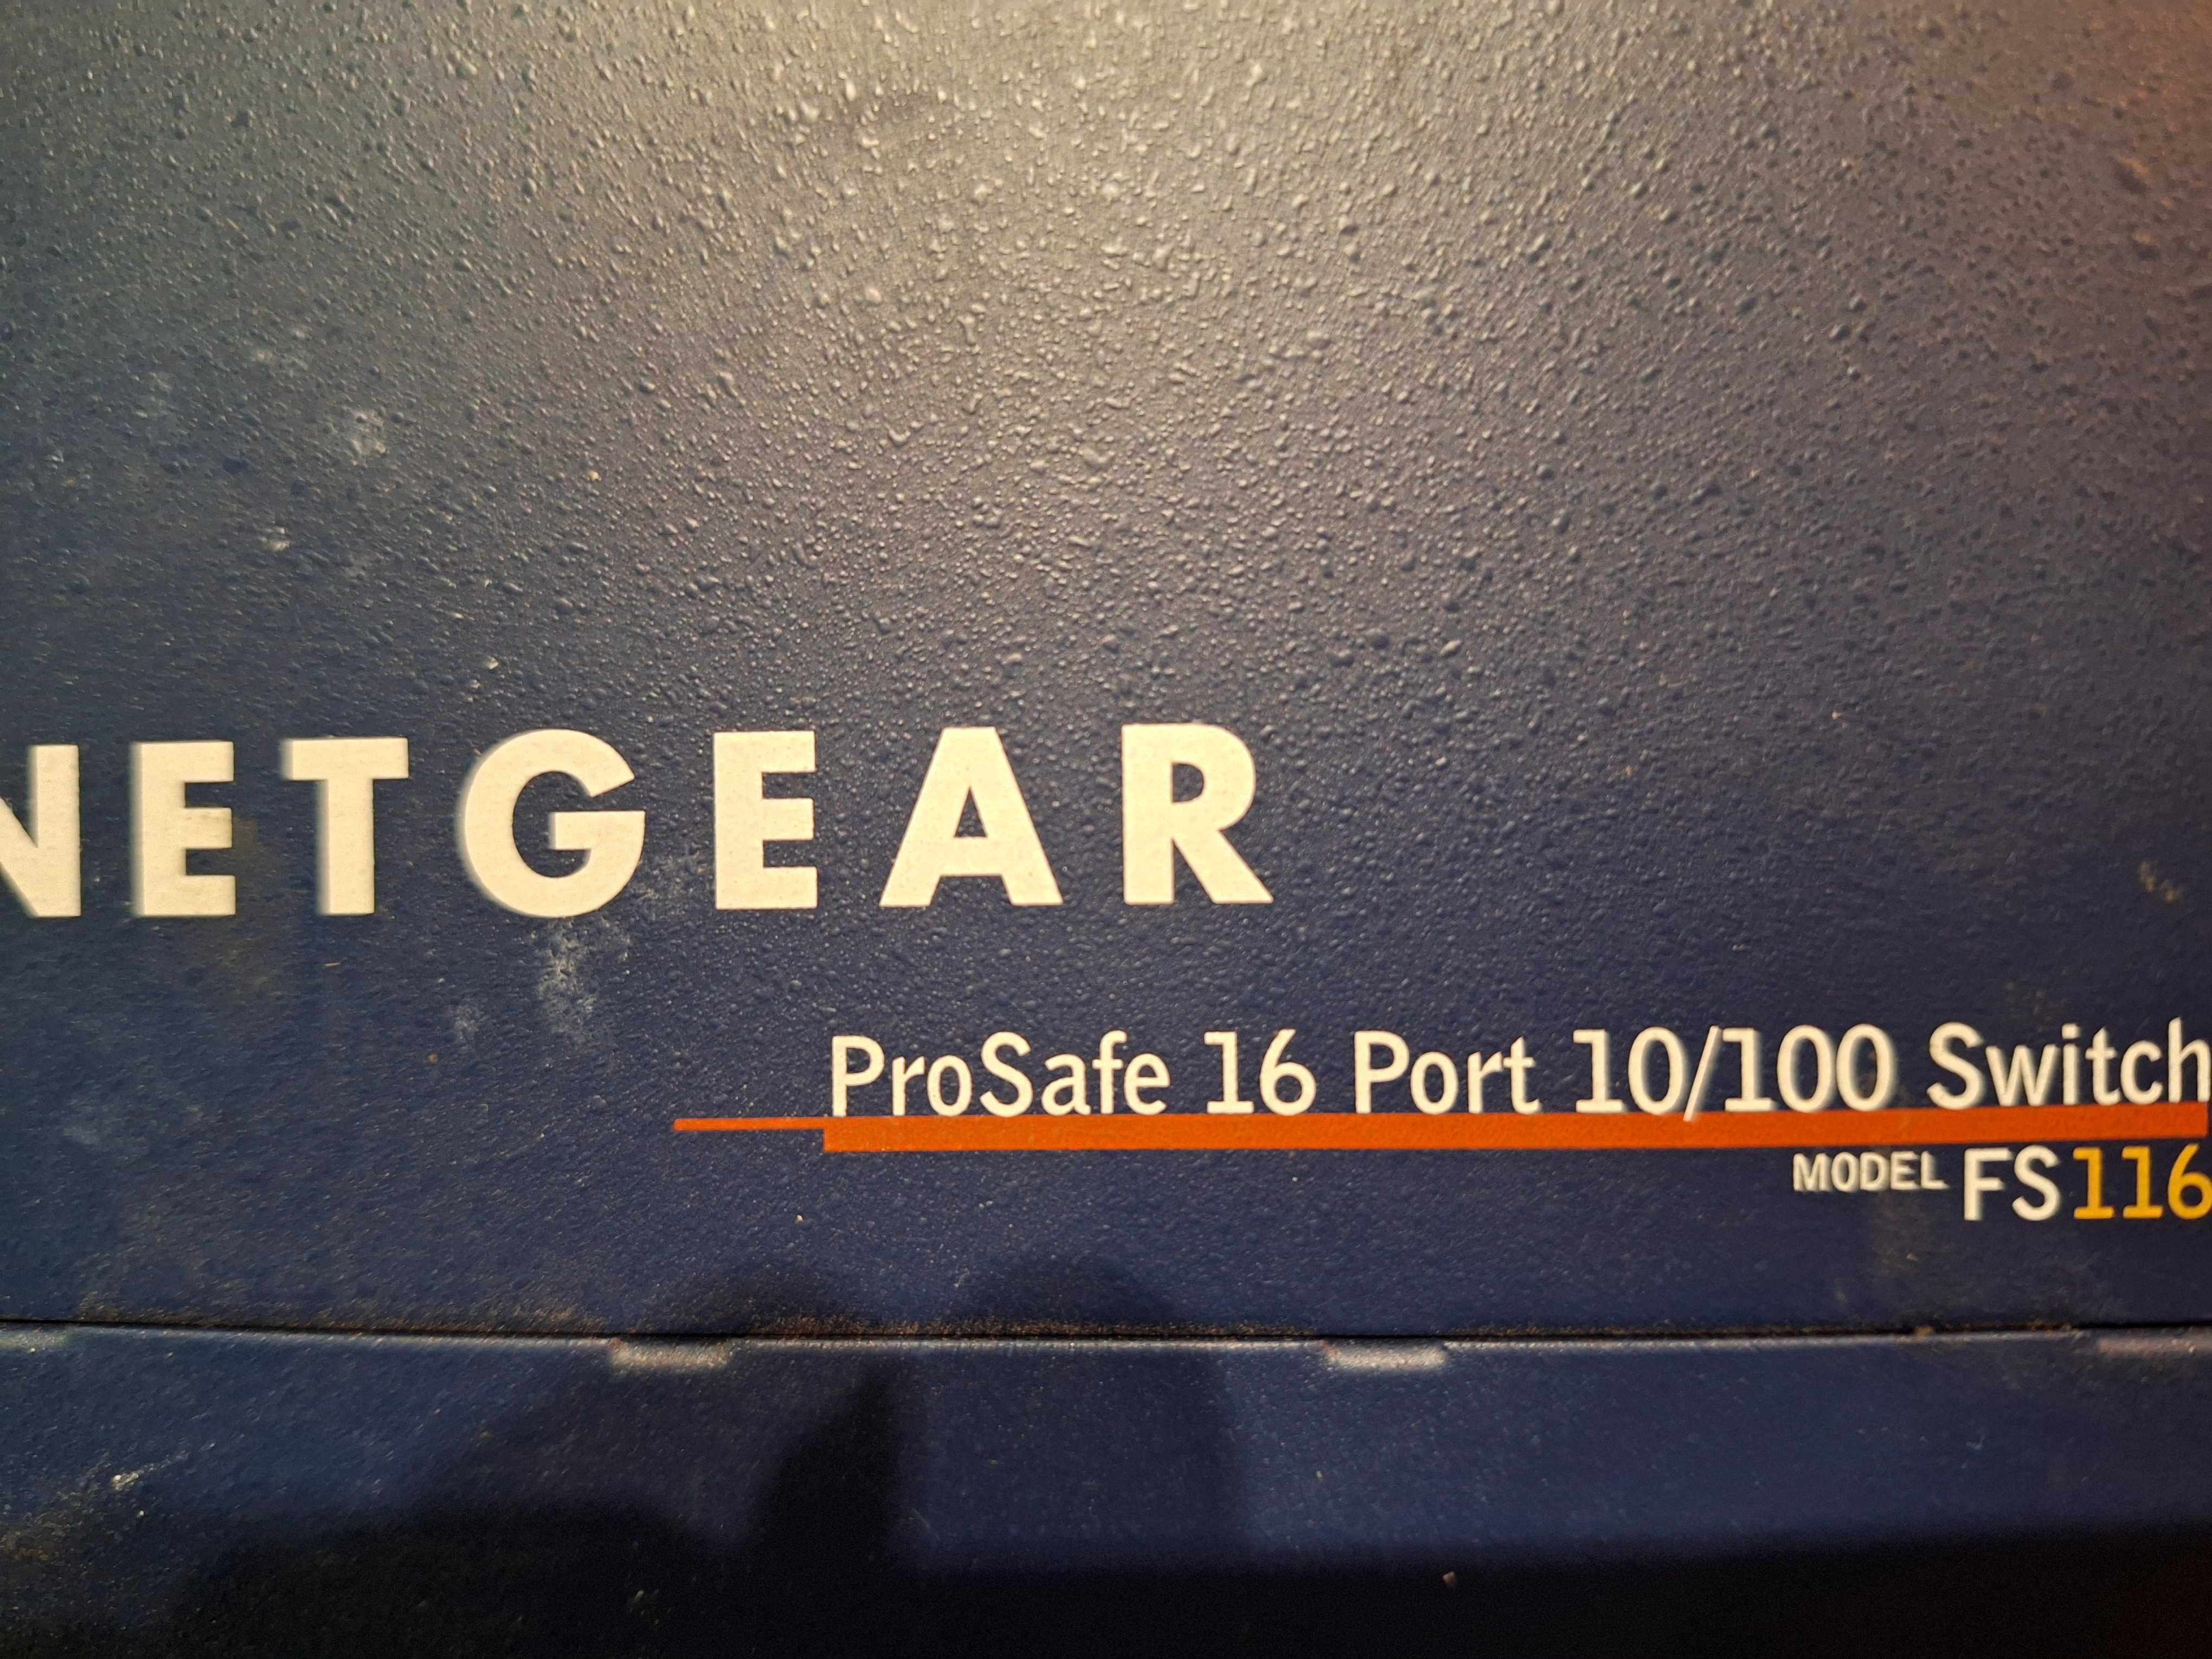 NETGEAR
ProSafe 16 Port 10/100 Switch
MODEL FS116